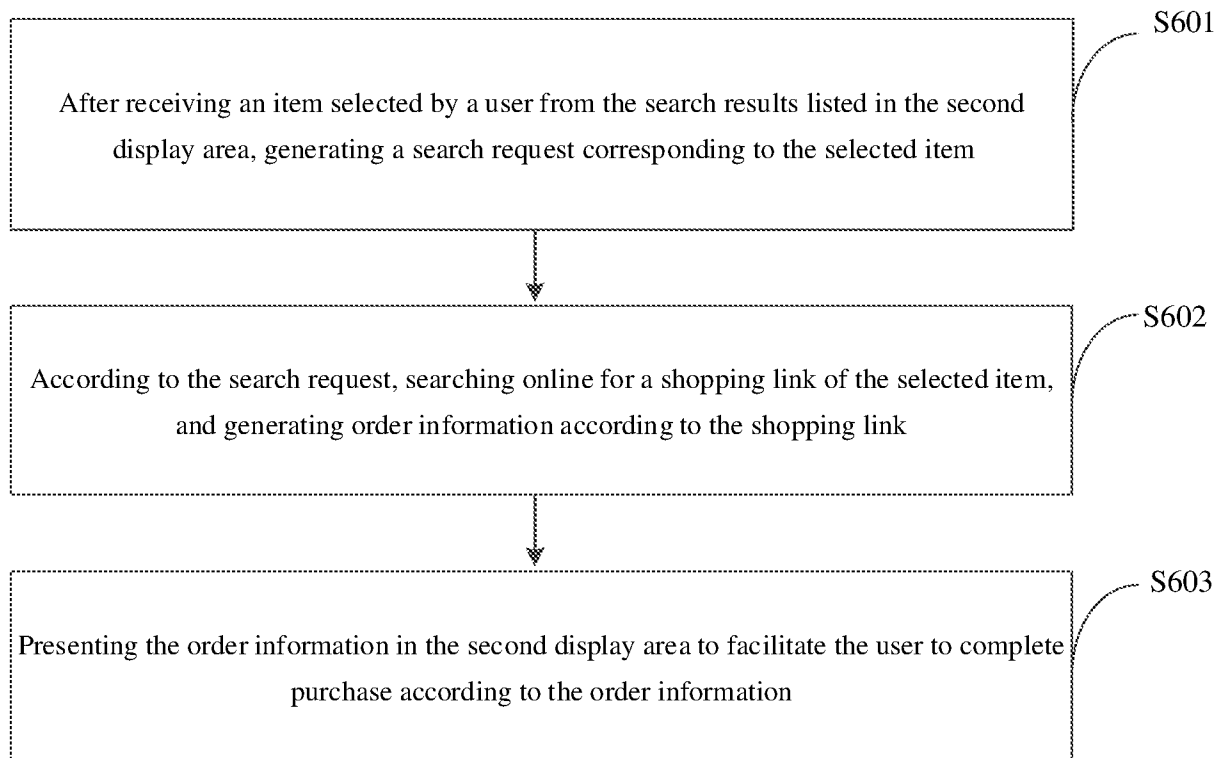 S601
After receiving an item selected by a user from the search results listed in the second
display area, generating a search request corresponding to the selected item
S602
According to the search request, searching online for a shopping link of the selected item,
and generating order information according to the shopping link
S603
Presenting the order information in the second display area to facilitate the user to complete
purchase according to the order information